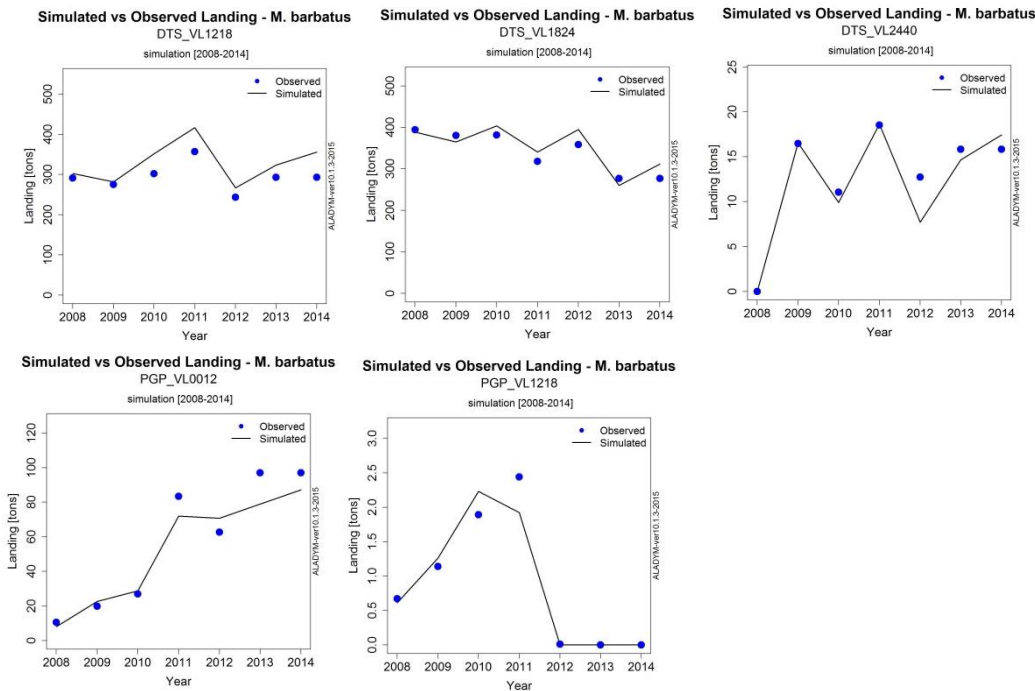 Simulated vs Observed Landing - M. barbatus
DTS_VL1218
simulation [2008-2014]
Observed
Simulated
Landing [tons]
500
400
300
200
100
0
2008 2009 2010 2011 2012 2013 2014
Year
ALADYM-ver10.1.3-2015
Simulated vs Observed Landing - M. barbatus
DTS_VL1824
simulation [2008-2014]
Observed
Simulated
Landing [tons]
500
400
300
200
100
0
2008 2009 2010 2011 2012 2013 2014
Year
ALADYM-ver10.1.3-2015
Simulated vs Observed Landing - M. barbatus
DTS_VL2440
simulation [2008-2014]
Observed
Simulated
Landing [tons]
25
20
15
10
5
0
2008 2009 2010 2011 2012 2013 2014
Year
ALADYM-ver10.1.3-2015
Simulated vs Observed Landing - M. barbatus
PGP_VL0012
simulation [2008-2014]
Observed
Simulated
Landing [tons]
120
100
80
60
40
20
0
2008 2009 2010 2011 2012 2013 2014
Year
ALADYM-ver10.1.3-2015
Simulated vs Observed Landing - M. barbatus
PGP_VL1218
simulation [2008-2014]
Observed
Simulated
Landing [tons]
3.0
2.5
2.0
1.5
1.0
0.5
0.0
2008 2009 2010 2011 2012 2013 2014
Year
ALADYM-ver10.1.3-2015